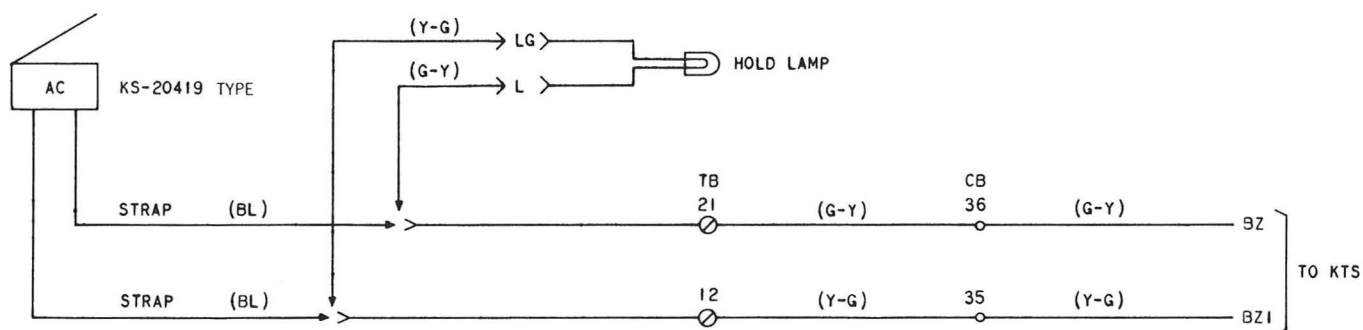 (Y-G) LG
HOLD LAMP
(G-Y) L
AC KS-20419 TYPE
TB CB
STRAP (BL) 21 (G-Y) 36 (G-Y) BZ
TO KTS
STRAP (BL) 12 (Y-G) 35 (Y-G) BZ1